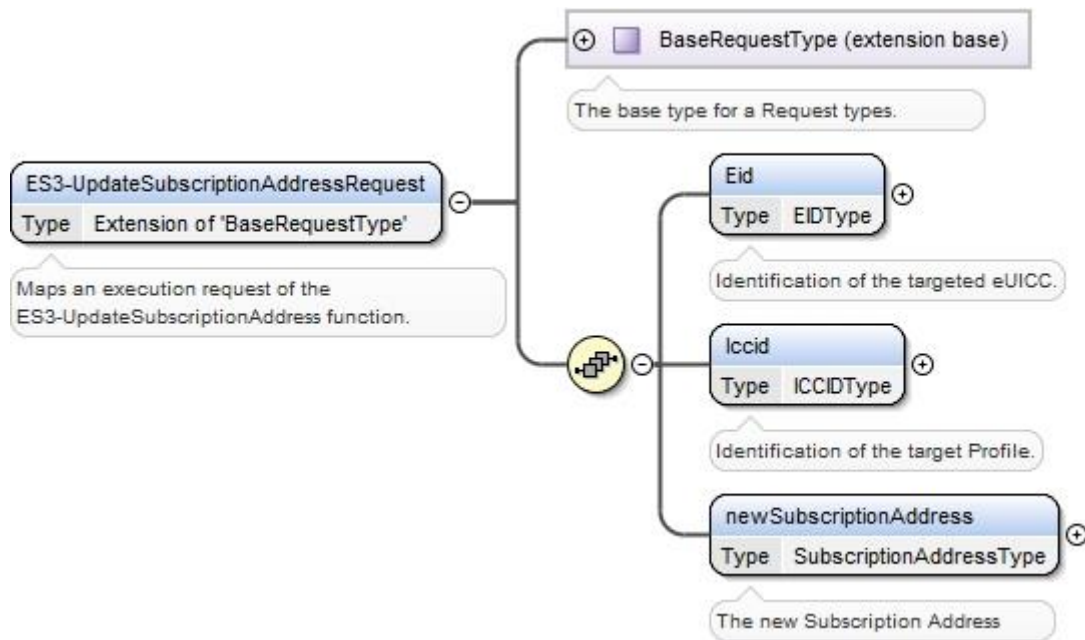 BaseRequestType (extension base)
The base type for a Request types.
ES3-UpdateSubscriptionAddressRequest
Type Extension of 'BaseRequestType'
Maps an execution request of the
ES3-UpdateSubscriptionAddress function.
Eid
Type EIDType
Identification of the targeted eUICC.
Iccid
Type ICCIDType
Identification of the target Profile.
newSubscriptionAddress
Type SubscriptionAddressType
The new Subscription Address